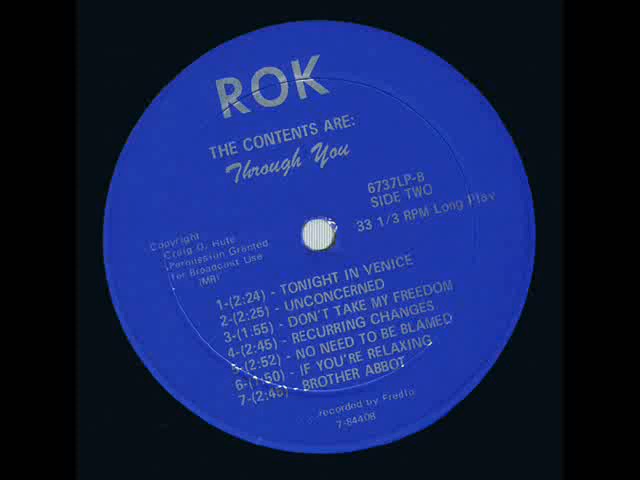 ROK
THE CONTENTS ARE:
Through You
6737LP-B
SIDE TWO
33 1/3 RPM Long Play
Copyright
Craig O. Hute
Permission Granted
for Broadcast Use
(MR)
1-(2:24) - TONIGHT IN VENICE
2-(2:25) - UNCONCERNED
3-(1:55) - DON'T TAKE MY FREEDOM
4-(2:45) - RECURRING CHANGES
5-(2:52) - NO NEED TO BE BLAMED
6-(1:50) - IF YOU'RE RELAXING
7-(2:45) - BROTHER ABBOT
recorded by Fredlo
7-84408